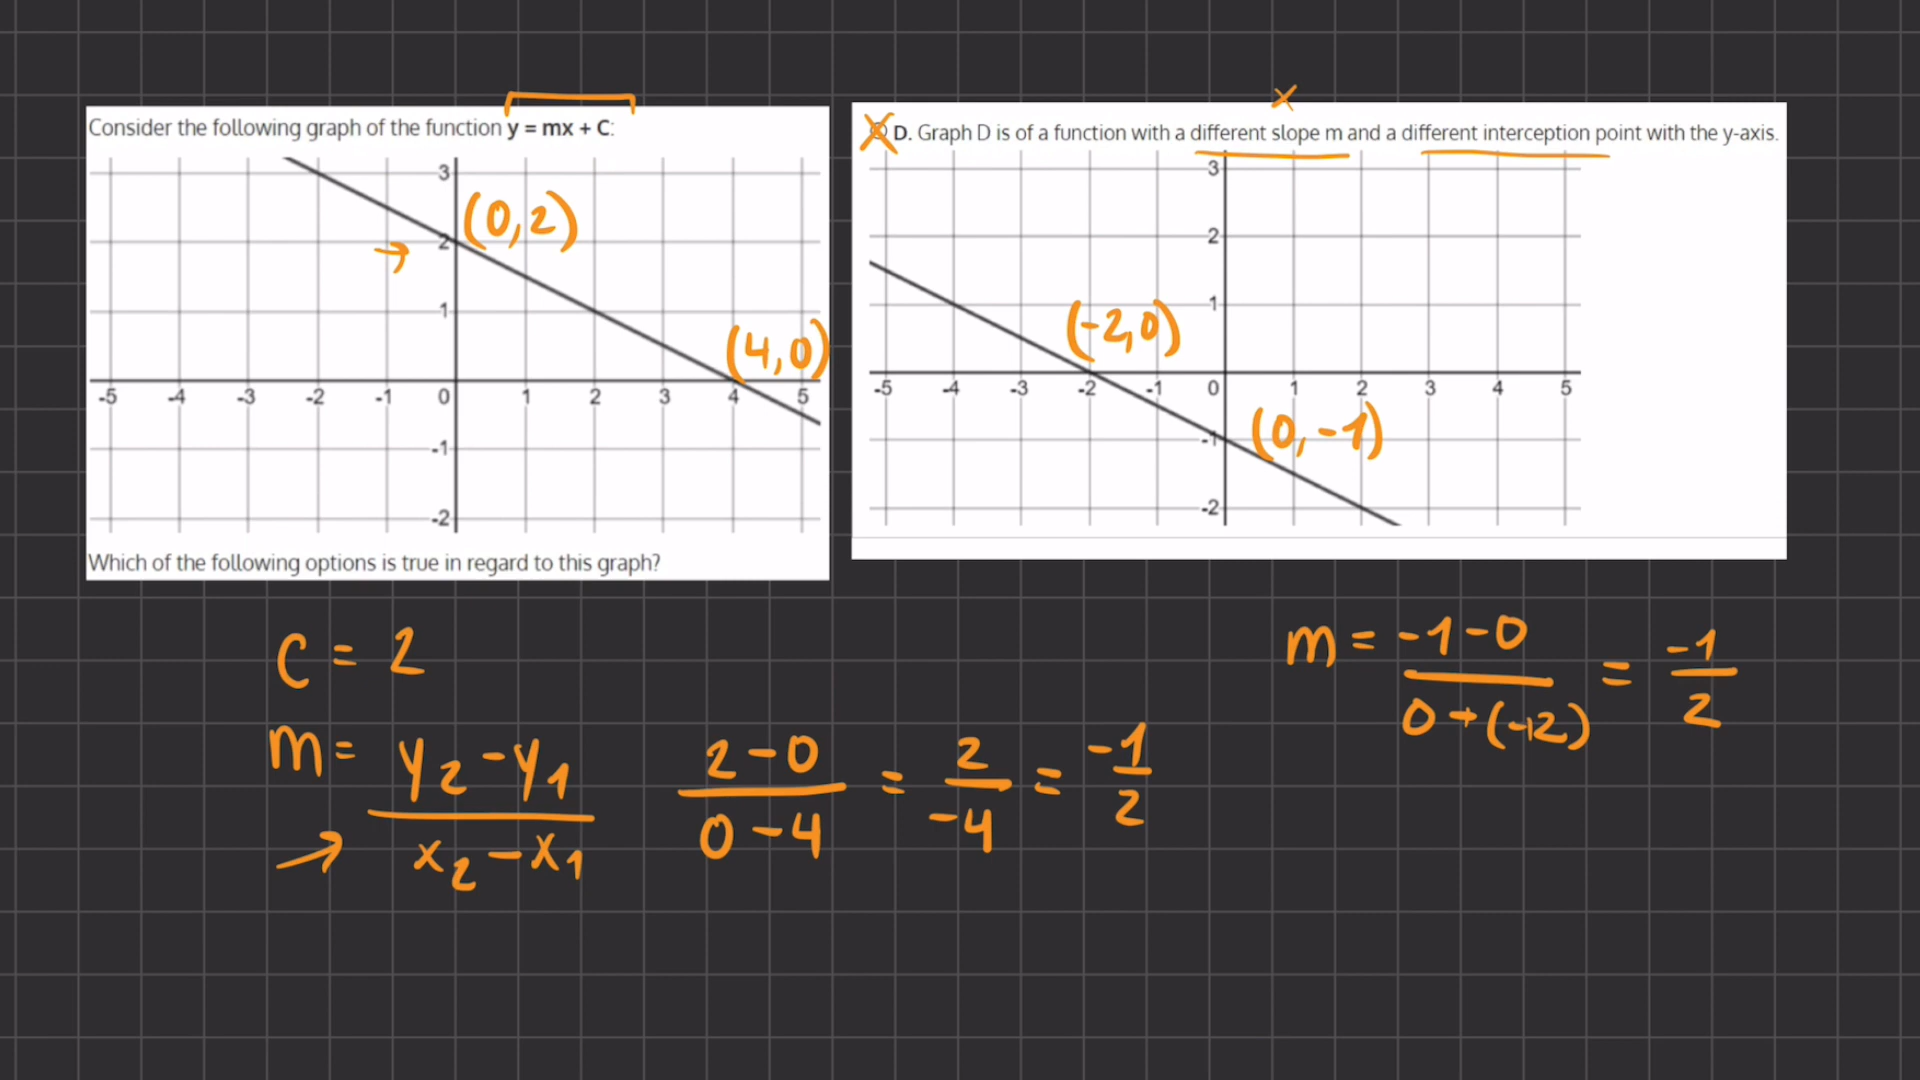 Consider the following graph of the function y = mx + C:
3
2
1
-5 -4 -3 -2 -1 0 1 2 3 4 5
-1
-2
(0,2)
(4,0)
Which of the following options is true in regard to this graph?
x
D. Graph D is of a function with a different slope m and a different interception point with the y-axis.
3
2
1
-5 -4 -3 -2 -1 0 1 2 3 4 5
-1
-2
(-2,0)
(0,-1)
C = 2
m = y2-y1
x2-x1
2-0 = 2 = -1
0-4 -4 2
m = -1-0 = -1
2